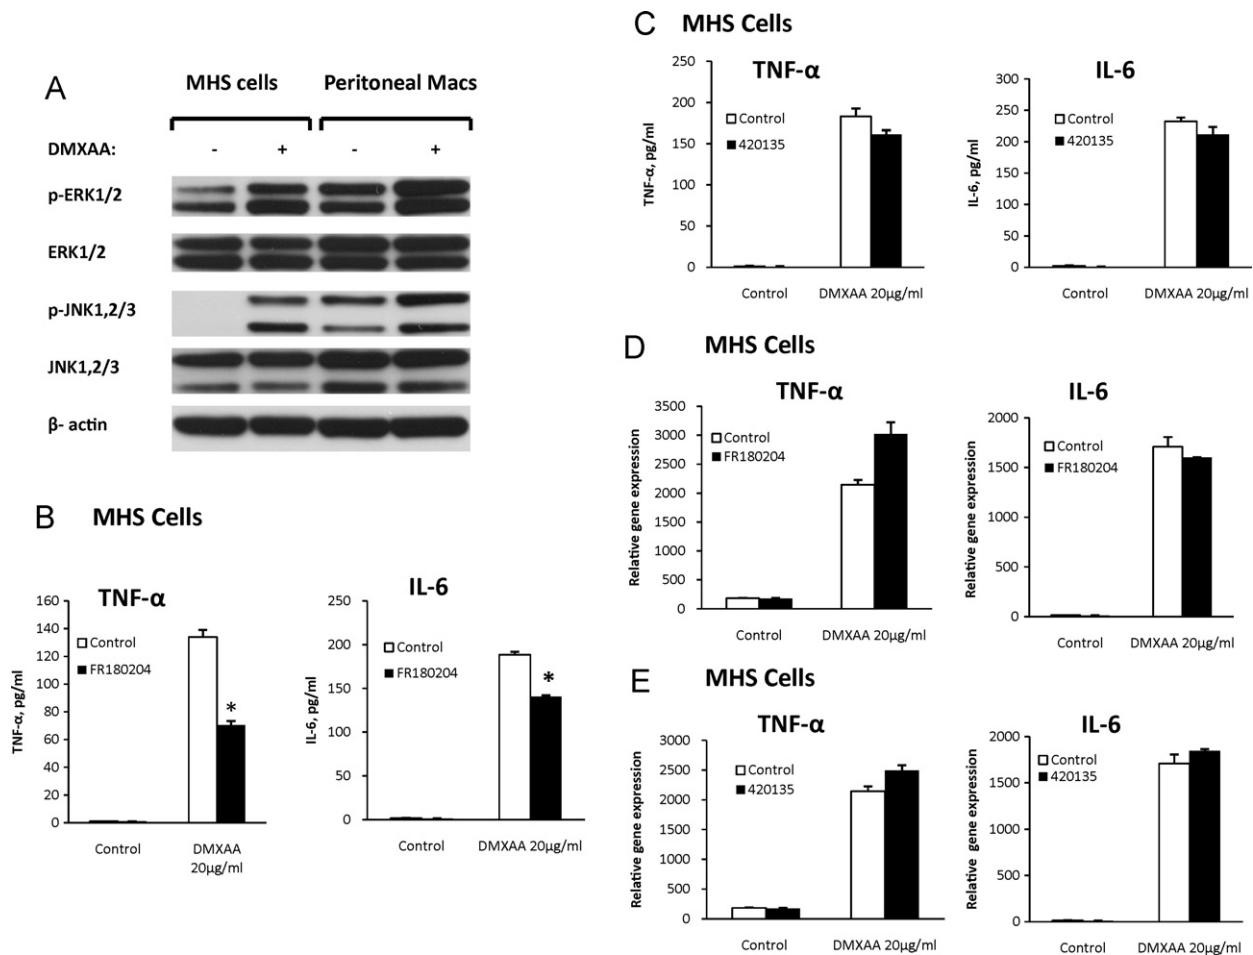 A
MHS cells Peritoneal Macs
DMXAA: - + - +
p-ERK1/2
ERK1/2
p-JNK1,2/3
JNK1,2/3
β- actin
B MHS Cells
TNF-α
TNF-α, pg/ml
160
140
120
100
80
60
40
20
0
Control
FR180204
*
Control
DMXAA
20µg/ml
IL-6
IL-6, pg/ml
250
200
150
100
50
0
Control
FR180204
*
Control DMXAA 20µg/ml
C MHS Cells
TNF-α
TNF-α, pg/ml
250
200
150
100
50
0
Control
420135
Control DMXAA 20µg/ml
IL-6
IL-6, pg/ml
300
250
200
150
100
50
0
Control
420135
Control DMXAA 20µg/ml
D MHS Cells
TNF-α
Relative gene expression
3500
3000
2500
2000
1500
1000
500
0
Control
FR180204
Control DMXAA 20µg/ml
IL-6
Relative gene expression
2000
1500
1000
500
0
Control
FR180204
Control DMXAA 20µg/ml
E MHS Cells
TNF-α
Relative gene expression
3000
2500
2000
1500
1000
500
0
Control
420135
Control DMXAA 20µg/ml
IL-6
Relative gene expression
2000
1500
1000
500
0
Control
420135
Control DMXAA 20µg/ml